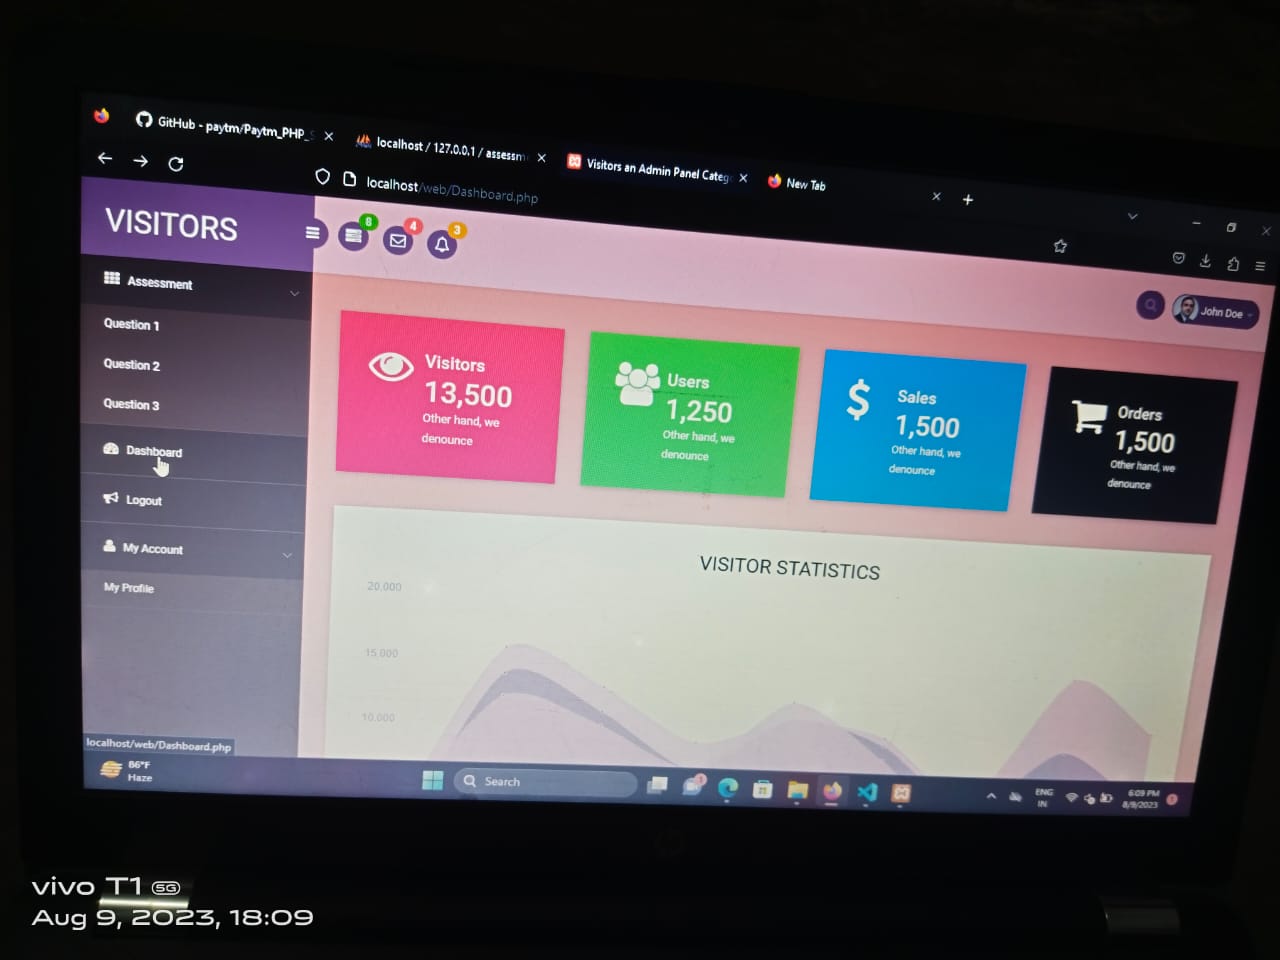 GitHub - paytm/Paytm_PHP_
localhost / 127.0.0.1 / assessm
Visitors an Admin Panel Categ
New Tab
localhost/web/Dashboard.php
VISITORS
8
4
3
John Doe
Assessment
Question 1
Question 2
Question 3
Dashboard
Logout
My Account
My Profile
Visitors
13,500
Other hand, we
denounce
Users
1,250
Other hand, we
denounce
Sales
1,500
Other hand, we
denounce
Orders
1,500
Other hand, we
denounce
VISITOR STATISTICS
20,000
15,000
10,000
localhost/web/Dashboard.php
86°F
Haze
Search
1
ENG
IN
6:09 PM
8/9/2023
1
vivo T1 5G
Aug 9, 2023, 18:09